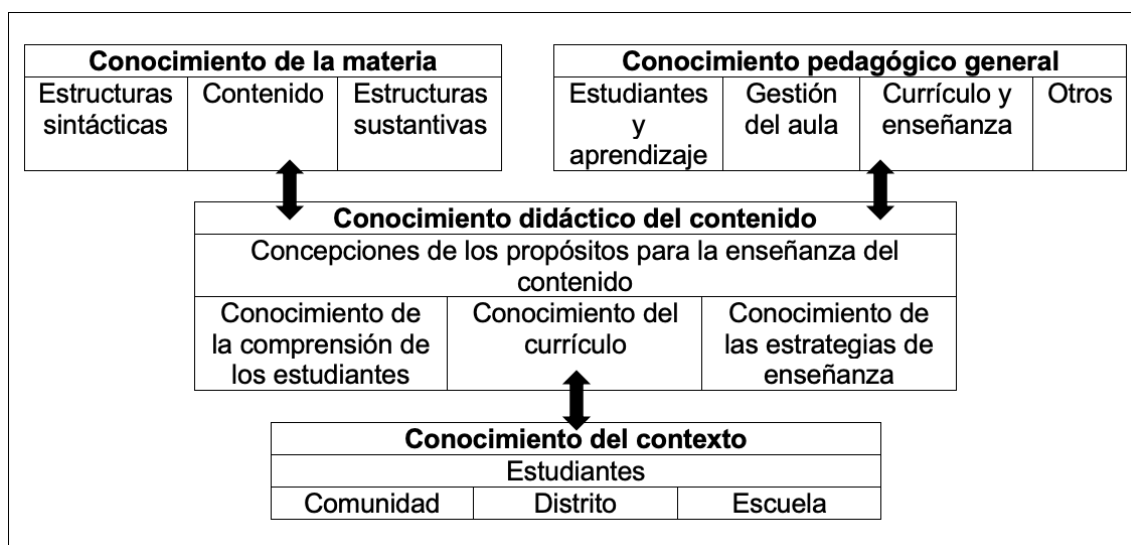 Conocimiento de la materia
Estructuras sintácticas
Contenido
Estructuras sustantivas
Conocimiento pedagógico general
Estudiantes y aprendizaje
Gestión del aula
Currículo y enseñanza
Otros
Conocimiento didáctico del contenido
Concepciones de los propósitos para la enseñanza del
contenido
Conocimiento de la comprensión de los estudiantes
Conocimiento del currículo
Conocimiento de las estrategias de enseñanza
Conocimiento del contexto
Estudiantes
Comunidad
Distrito
Escuela